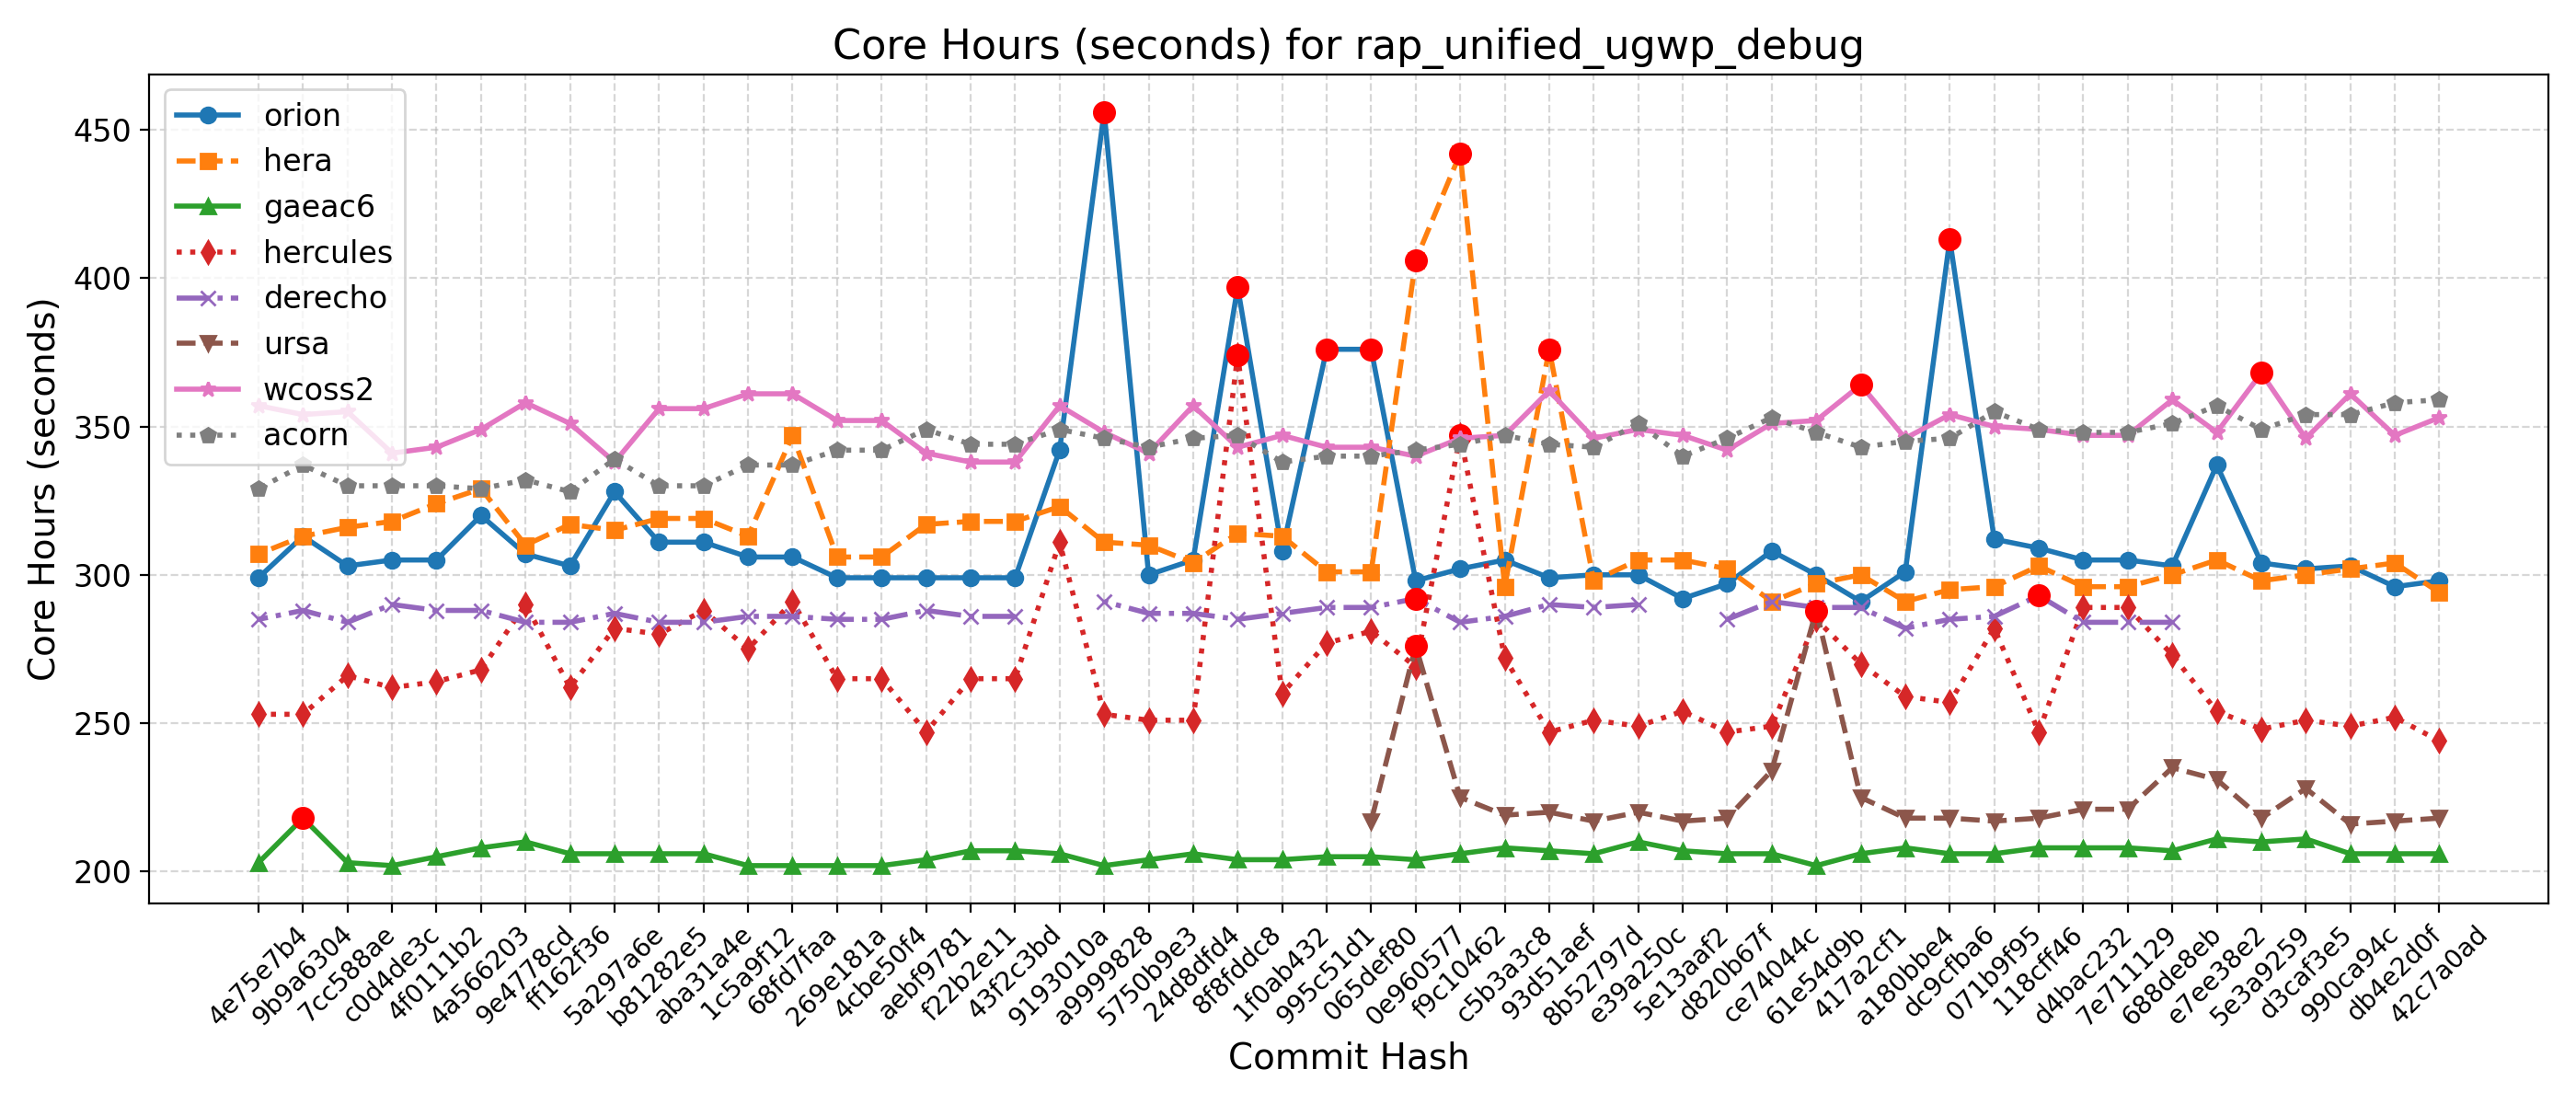 Core Hours (seconds) for rap_unified_ugwp_debug
Core Hours (seconds)
450
400
350
300
250
200
orion
hera
gaeac6
hercules
derecho
ursa
wcoss2
acorn
4e75e7b4
9b9a6304
7cc588ae
c0d4de3c
4f0111b2
4a566203
9e4778cd
ff162f36
5a297a6e
b81282e5
aba31a4e
1c5a9f12
68fd7faa
269e181a
4cbe50f4
aebf9781
f22b2e11
43f2c3bd
9193010a
a9999828
5750b9e3
24d8dfd4
8f8fddc8
1f0ab432
995c51d1
065def80
0e960577
f9c10462
c5b3a3c8
93d51aef
8b52797d
e39a250c
5e13aaf2
d820b67f
ce74044c
61e54d9b
417a2cf1
a180bbe4
dc9cfba6
071b9f95
118cff46
d4bac232
7e711129
688de8eb
e7ee38e2
5e3a9259
d3caf3e5
990ca94c
db4e2d0f
42c7a0ad
Commit Hash